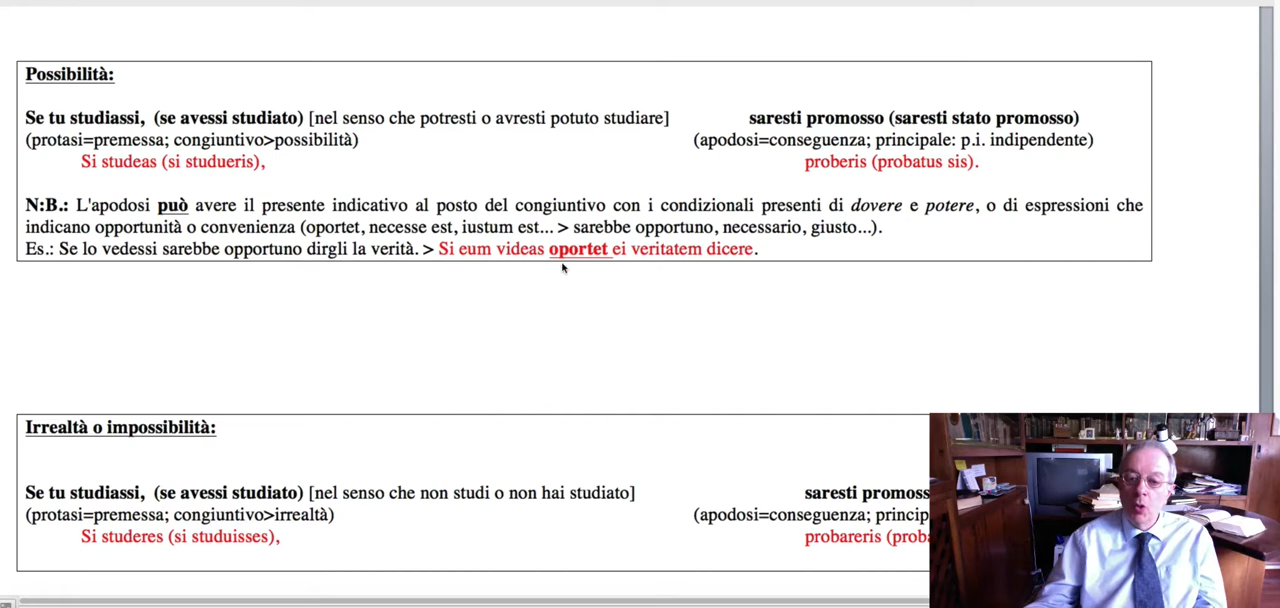 Possibilità:
Se tu studiassi, (se avessi studiato) [nel senso che potresti o avresti potuto studiare] saresti promosso (saresti stato promosso)
(protasi=premessa; congiuntivo>possibilità) (apodosi=conseguenza; principale: p.i. indipendente)
Si studeas (si studueris), proberis (probatus sis).
N:B.: L'apodosi può avere il presente indicativo al posto del congiuntivo con i condizionali presenti di dovere e potere, o di espressioni che
indicano opportunità o convenienza (oportet, necesse est, iustum est... > sarebbe opportuno, necessario, giusto...).
Es.: Se lo vedessi sarebbe opportuno dirgli la verità. > Si eum videas oportet ei veritatem dicere.
Irrealtà o impossibilità:
Se tu studiassi, (se avessi studiato) [nel senso che non studi o non hai studiato] saresti promoss
(protasi=premessa; congiuntivo>irrealtà) (apodosi=conseguenza; princip
Si studeres (si studuisses), probareris (proba